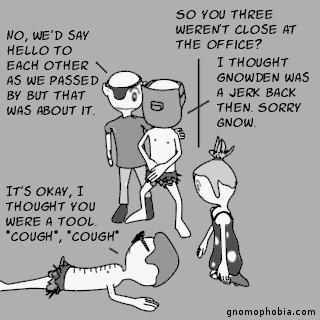 NO, WE'D SAY
HELLO TO
EACH OTHER
AS WE PASSED
BY BUT THAT
WAS ABOUT IT.
SO YOU THREE
WEREN'T CLOSE AT
THE OFFICE?
I THOUGHT
GNOWDEN WAS
A JERK BACK
THEN. SORRY
GNOW.
IT'S OKAY, I
THOUGHT YOU
WERE A TOOL.
*COUGH*, *COUGH*
gnomophobia.com